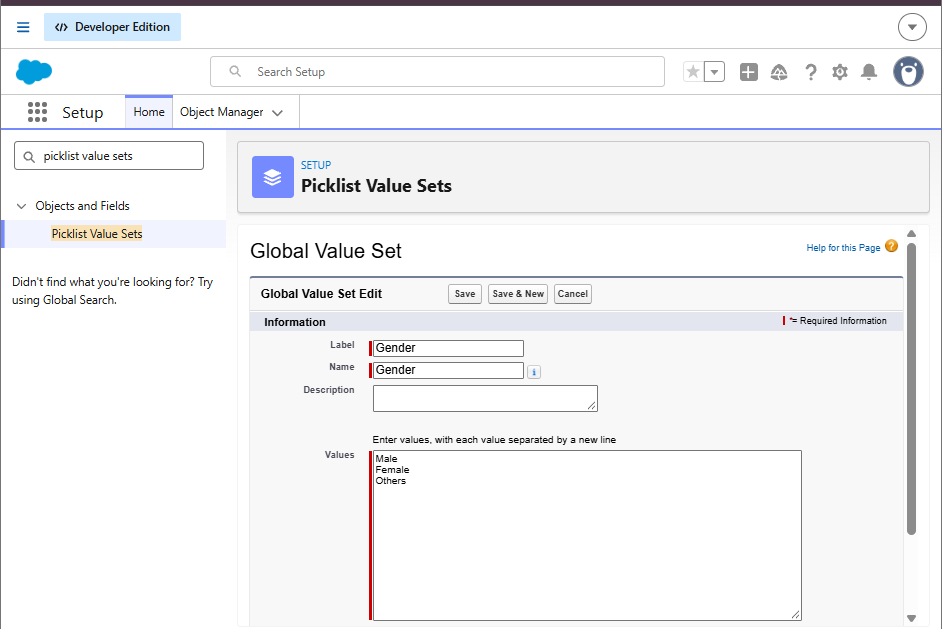 Developer Edition
Search Setup
Setup
Home
Object Manager
picklist value sets
Objects and Fields
Picklist Value Sets
Didn't find what you're looking for? Try
using Global Search.
SETUP
Picklist Value Sets
Global Value Set
Help for this Page
Global Value Set Edit
Save
Save & New
Cancel
Information
*= Required Information
Label
Gender
Name
Gender
Description
Enter values, with each value separated by a new line
Values
Male
Female
Others